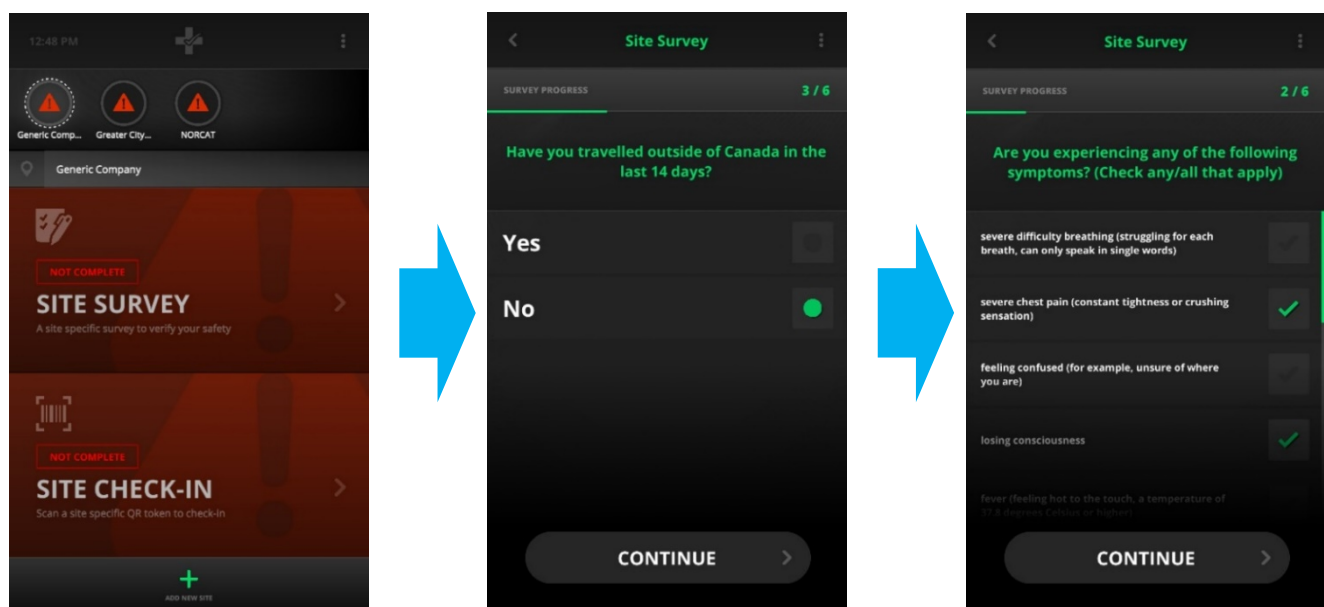 12:48 PM
Generic Comp...
Greater City...
NORCAT
Generic Company
NOT COMPLETE
SITE SURVEY
A site specific survey to verify your safety
NOT COMPLETE
SITE CHECK-IN
Scan a site specific QR token to check-in
ADD NEW SITE
Site Survey
SURVEY PROGRESS
3 / 6
Have you travelled outside of Canada in the
last 14 days?
Yes
No
CONTINUE
Site Survey
SURVEY PROGRESS
2 / 6
Are you experiencing any of the following
symptoms? (Check any/all that apply)
severe difficulty breathing (struggling for each
breath, can only speak in single words)
severe chest pain (constant tightness or crushing
sensation)
feeling confused (for example, unsure of where
you are)
losing consciousness
fever (feeling hot to the touch, a temperature of
37.8 degrees Celsius or higher)
CONTINUE